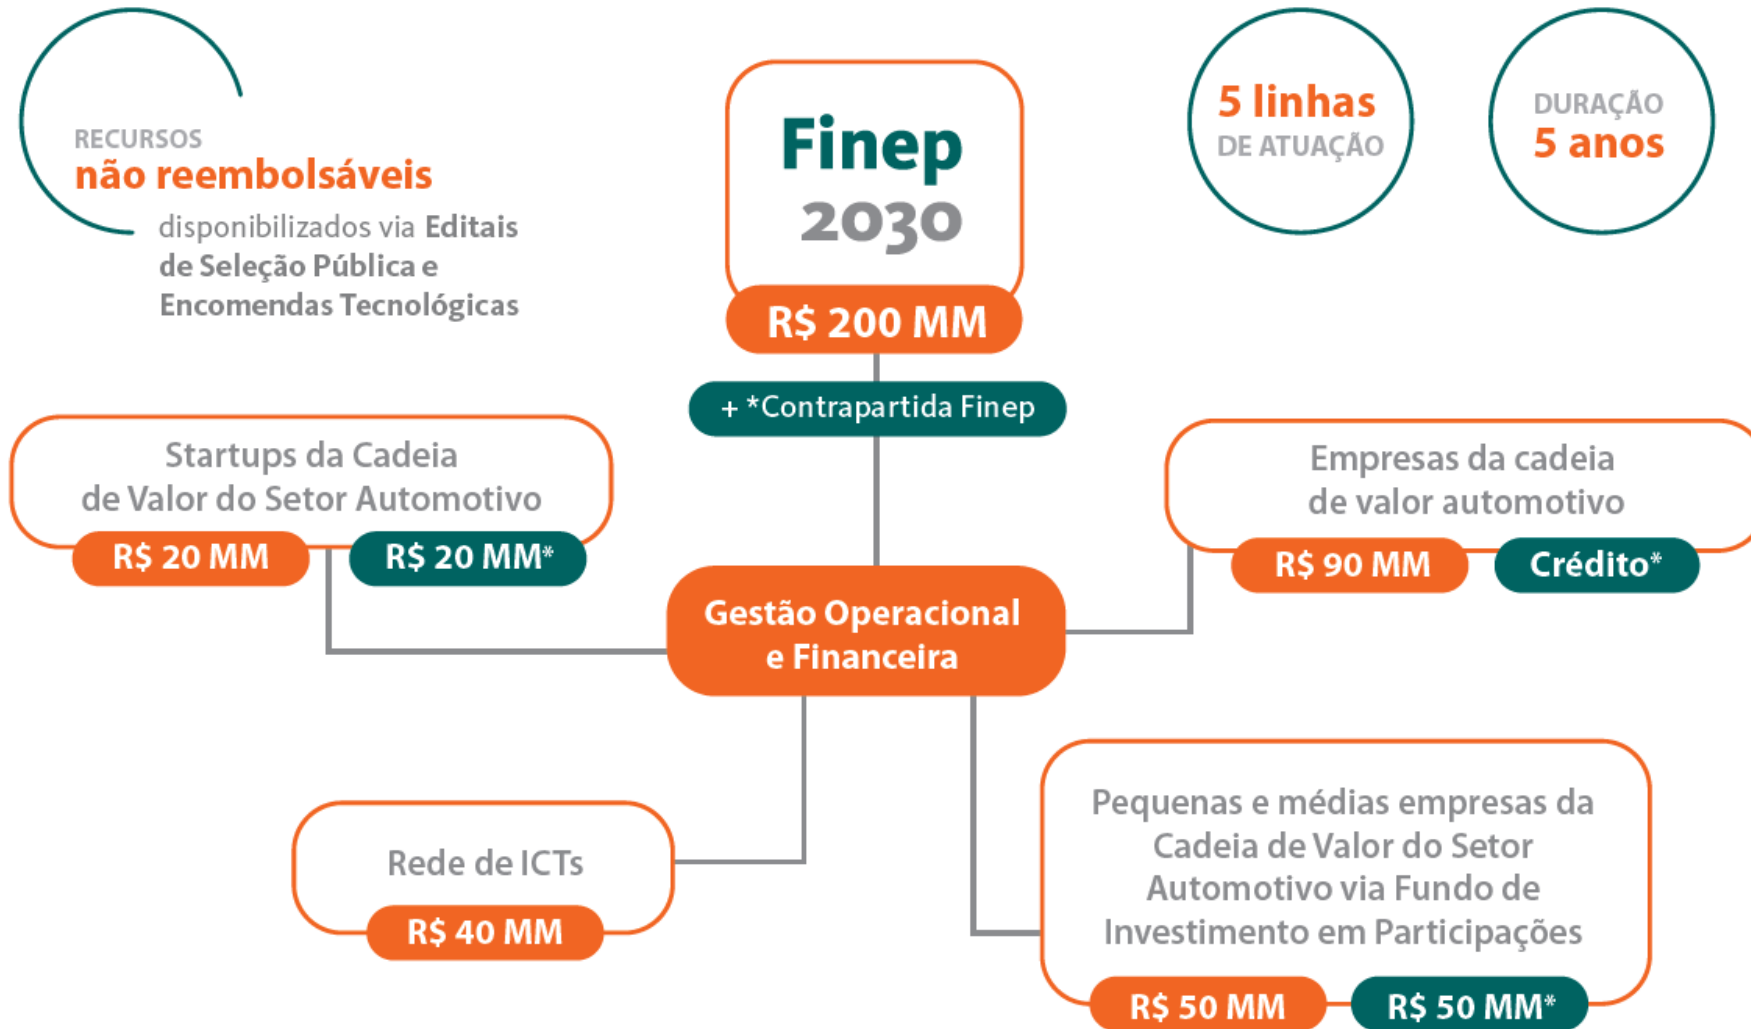 RECURSOS
não reembolsáveis
disponibilizados via Editais
de Seleção Pública e
Encomendas Tecnológicas
Finep
2030
R$ 200 MM
+ *Contrapartida Finep
5 linhas
DE ATUAÇÃO
DURAÇÃO
5 anos
Startups da Cadeia
de Valor do Setor Automotivo
R$ 20 MM
R$ 20 MM*
Empresas da cadeia
de valor automotivo
R$ 90 MM
Crédito*
Gestão Operacional
e Financeira
Rede de ICTs
R$ 40 MM
Pequenas e médias empresas da
Cadeia de Valor do Setor
Automotivo via Fundo de
Investimento em Participações
R$ 50 MM
R$ 50 MM*